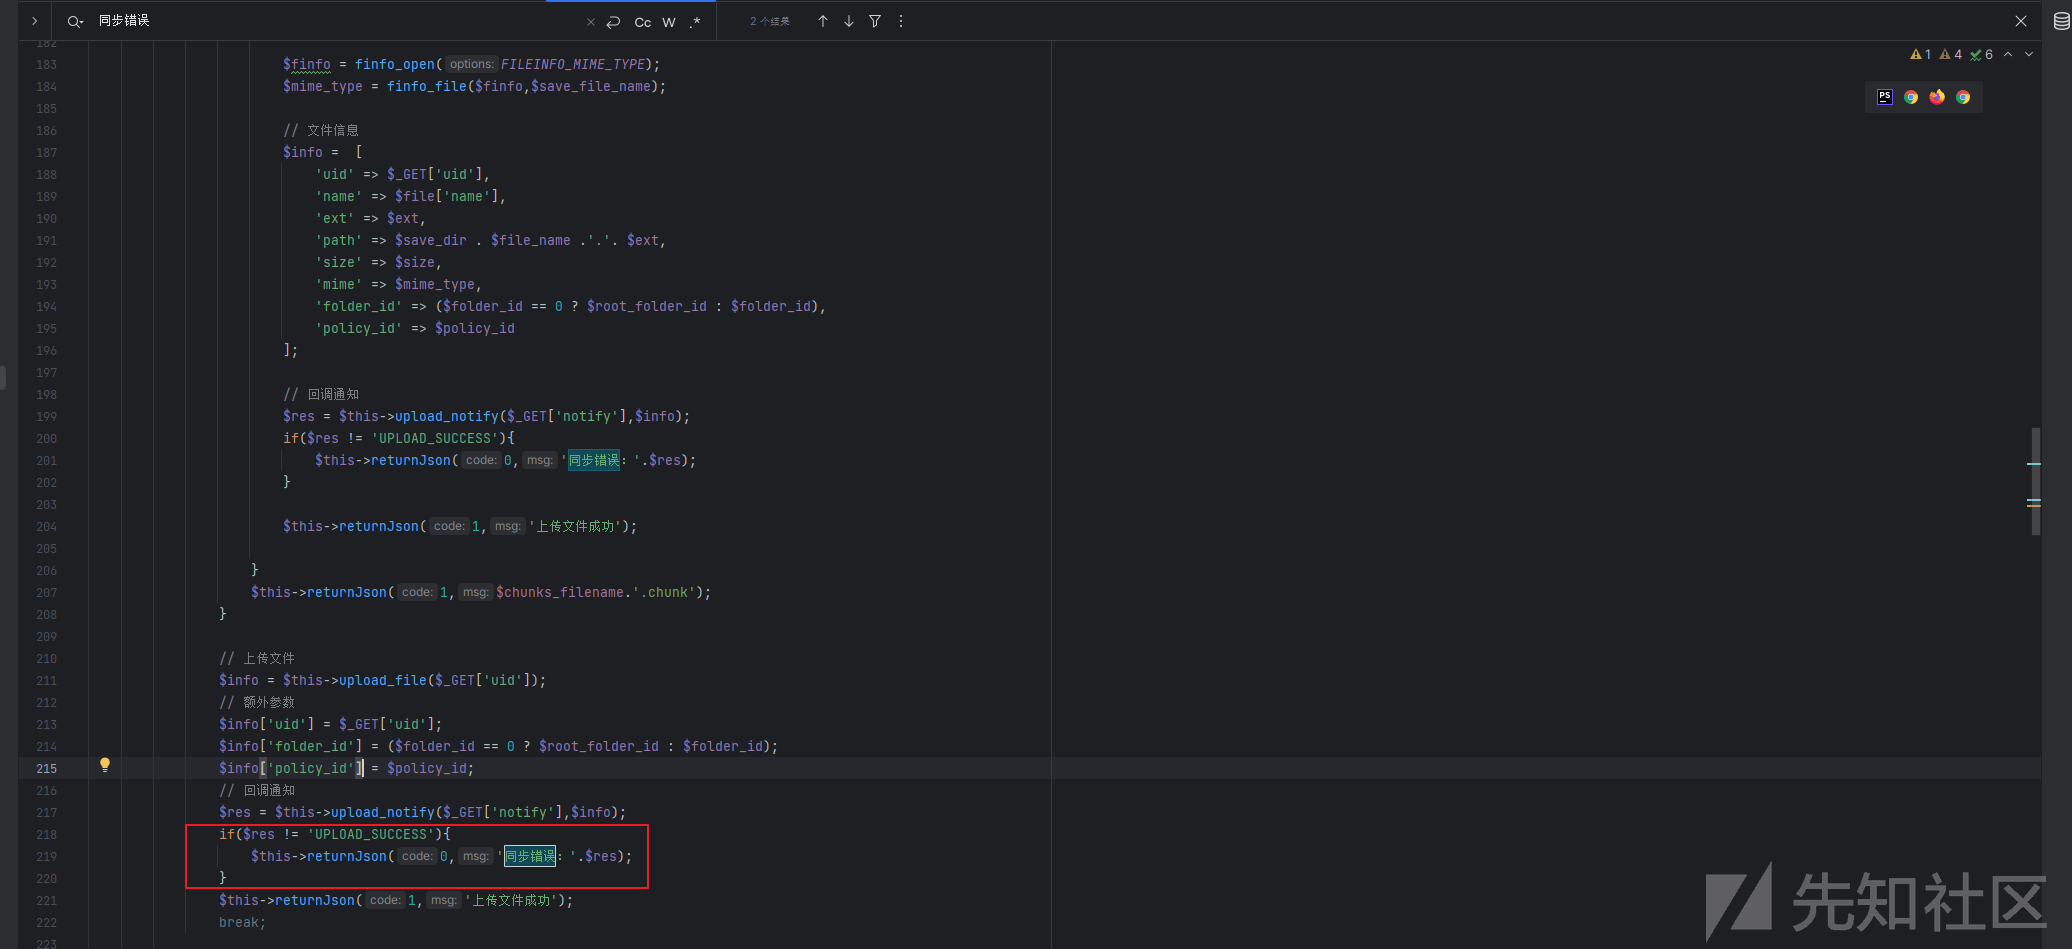 同步错误
Cc W .*
2 个结果
1 4 6
PS
182
183 $finfo = finfo_open( options: FILEINFO_MIME_TYPE);
184 $mime_type = finfo_file($finfo,$save_file_name);
185
186 // 文件信息
187 $info =  [
188 'uid' => $_GET['uid'],
189 'name' => $file['name'],
190 'ext' => $ext,
191 'path' => $save_dir . $file_name .'.'. $ext,
192 'size' => $size,
193 'mime' => $mime_type,
194 'folder_id' => ($folder_id == 0 ? $root_folder_id : $folder_id),
195 'policy_id' => $policy_id
196 ];
197
198 // 回调通知
199 $res = $this->upload_notify($_GET['notify'],$info);
200 if($res != 'UPLOAD_SUCCESS'){
201 $this->returnJson( code: 0, msg: '同步错误：'.$res);
202 }
203
204 $this->returnJson( code: 1, msg: '上传文件成功');
205
206 }
207 $this->returnJson( code: 1, msg: $chunks_filename.'.chunk');
208 }
209
210 // 上传文件
211 $info = $this->upload_file($_GET['uid']);
212 // 额外参数
213 $info['uid'] = $_GET['uid'];
214 $info['folder_id'] = ($folder_id == 0 ? $root_folder_id : $folder_id);
215 $info['policy_id'] = $policy_id;
216 // 回调通知
217 $res = $this->upload_notify($_GET['notify'],$info);
218 if($res != 'UPLOAD_SUCCESS'){
219 $this->returnJson( code: 0, msg: '同步错误：'.$res);
220 }
221 $this->returnJson( code: 1, msg: '上传文件成功');
222 break;
223
先知社区